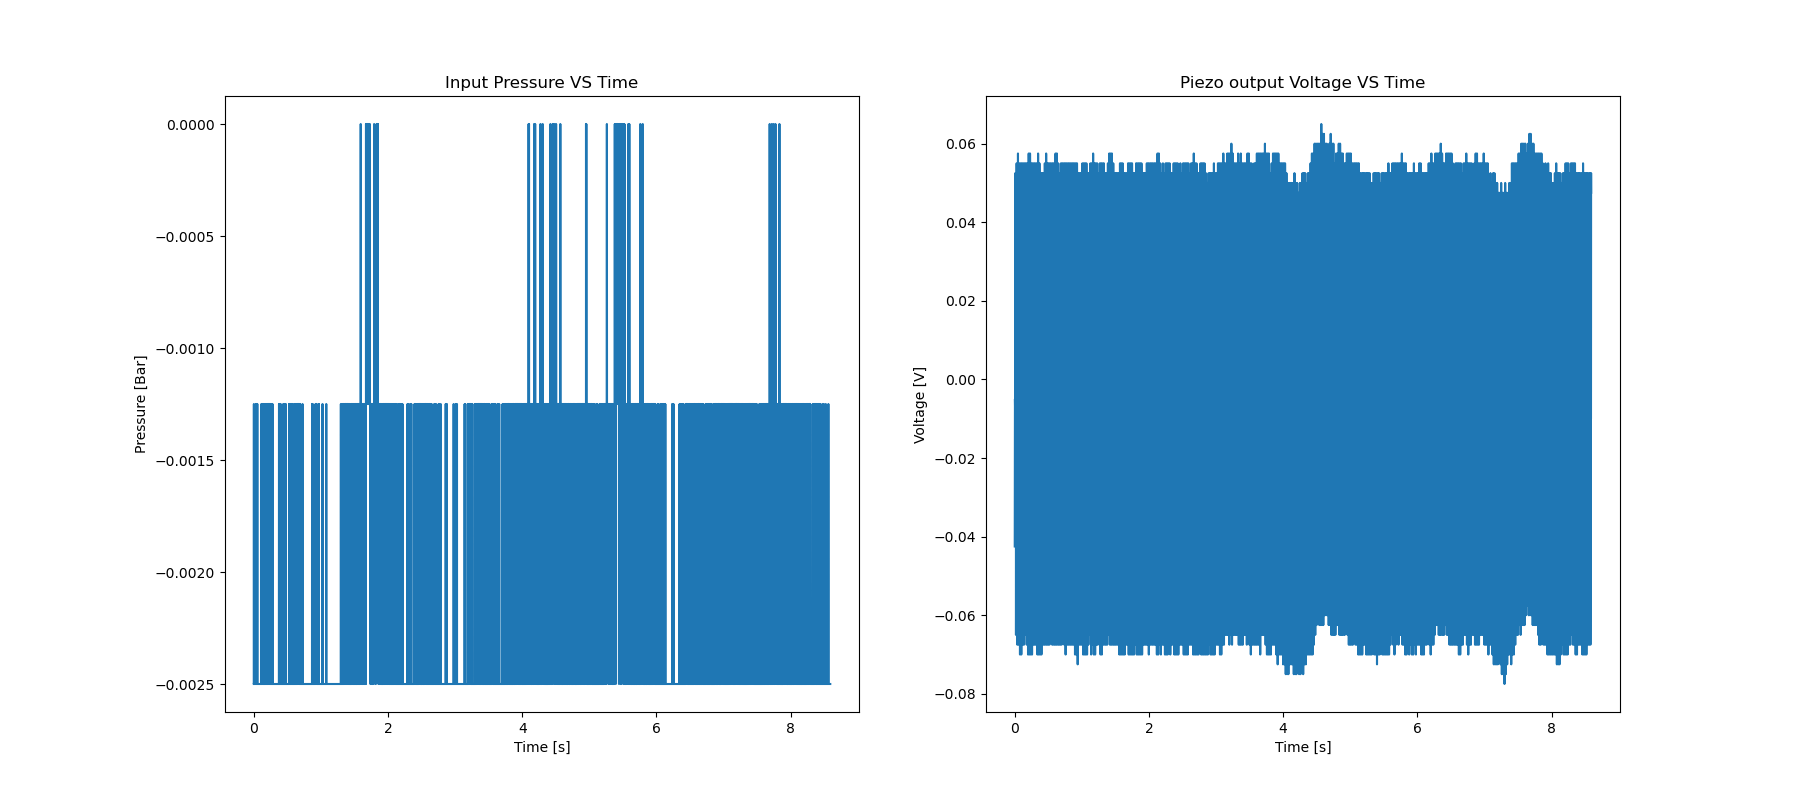 Input Pressure VS Time
0.0000
−0.0005
−0.0010
−0.0015
−0.0020
−0.0025
Pressure [Bar]
0 2 4 6 8
Time [s]
Piezo output Voltage VS Time
0.06
0.04
0.02
0.00
−0.02
−0.04
−0.06
−0.08
Voltage [V]
0 2 4 6 8
Time [s]